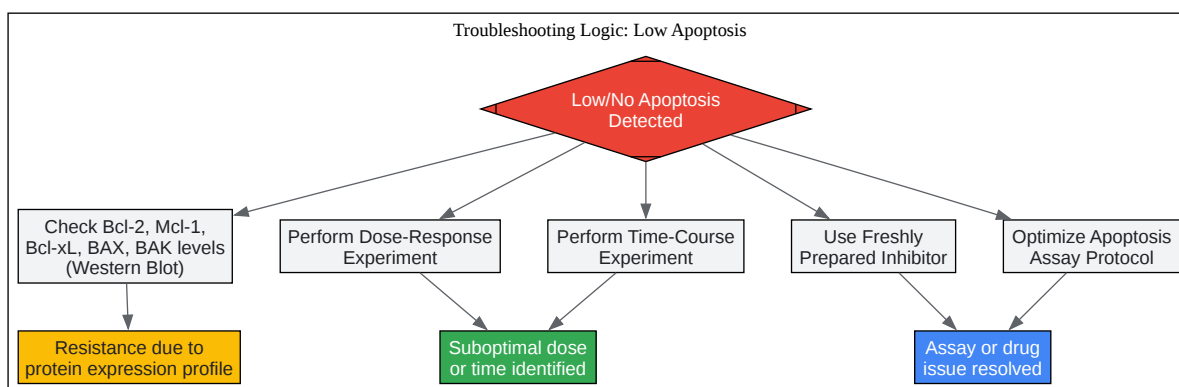 Troubleshooting Logic: Low Apoptosis
Low/No Apoptosis
Detected
Check Bcl-2, Mcl-1,
Bcl-xL, BAX, BAK levels
(Western Blot)
Perform Dose-Response
Experiment
Perform Time-Course
Experiment
Use Freshly
Prepared Inhibitor
Optimize Apoptosis
Assay Protocol
Resistance due to
protein expression profile
Suboptimal dose
or time identified
Assay or drug
issue resolved